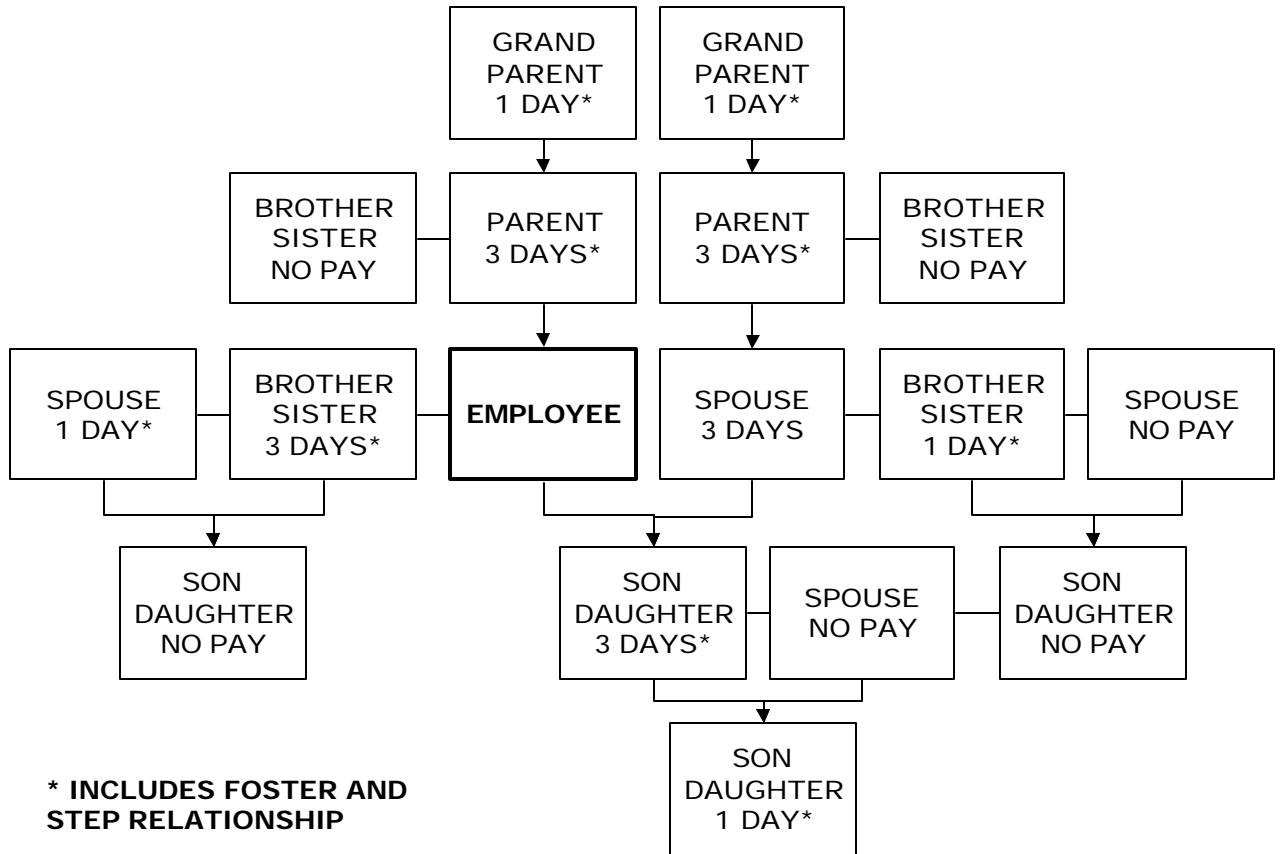 GRAND
PARENT
1 DAY*
GRAND
PARENT
1 DAY*
BROTHER
SISTER
NO PAY
PARENT
3 DAYS*
PARENT
3 DAYS*
BROTHER
SISTER
NO PAY
SPOUSE
1 DAY*
BROTHER
SISTER
3 DAYS*
EMPLOYEE
SPOUSE
3 DAYS
BROTHER
SISTER
1 DAY*
SPOUSE
NO PAY
SON
DAUGHTER
NO PAY
SON
DAUGHTER
3 DAYS*
SPOUSE
NO PAY
SON
DAUGHTER
NO PAY
SON
DAUGHTER
1 DAY*
* INCLUDES FOSTER AND
STEP RELATIONSHIP